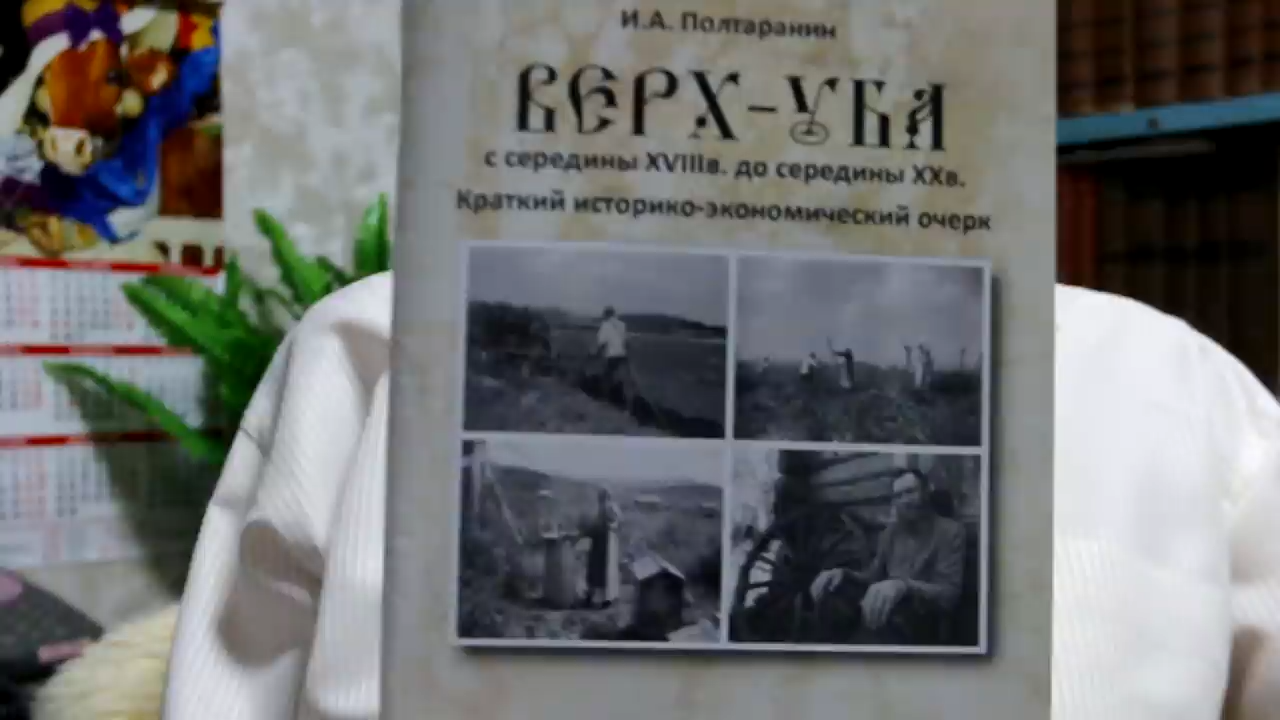 И.А. Полтаранин
ВЕРХ-УБА
с середины XVIIIв. до середины XXв.
Краткий историко-экономический очерк